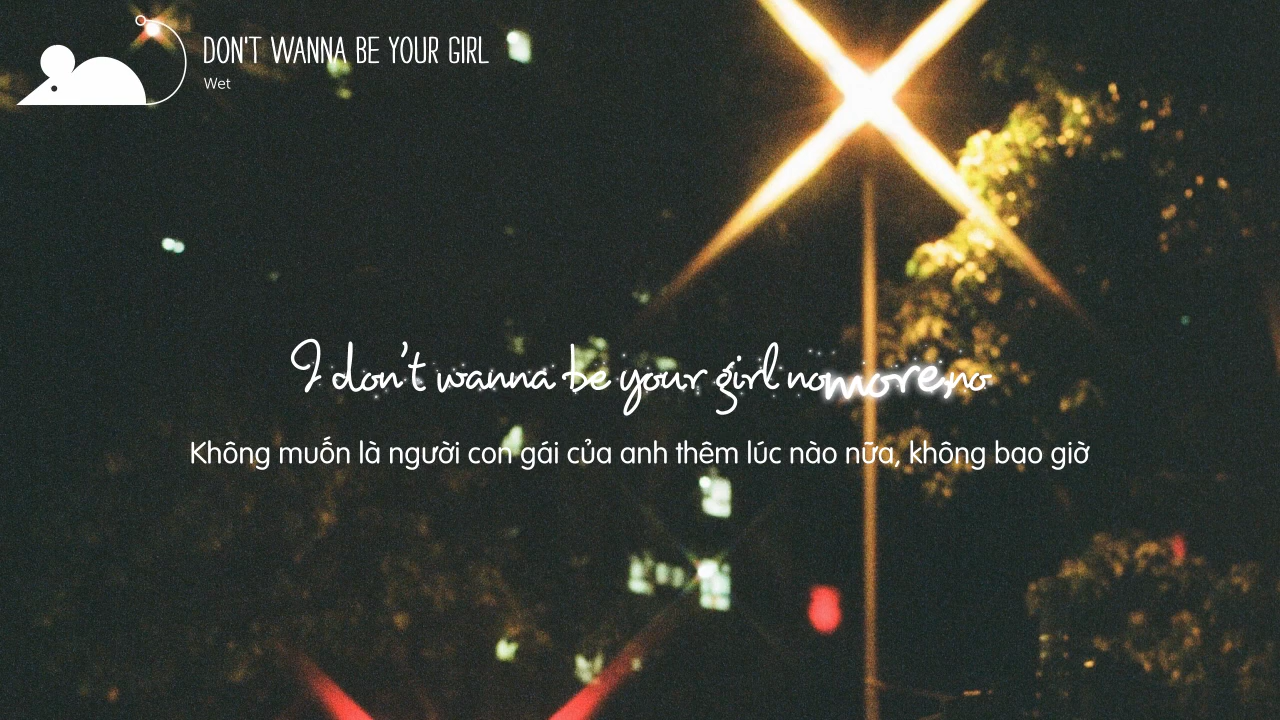 DON'T WANNA BE YOUR GIRL
Wet
I don't wanna be your girl no more, no
Không muốn là người con gái của anh thêm lúc nào nữa, không bao giờ